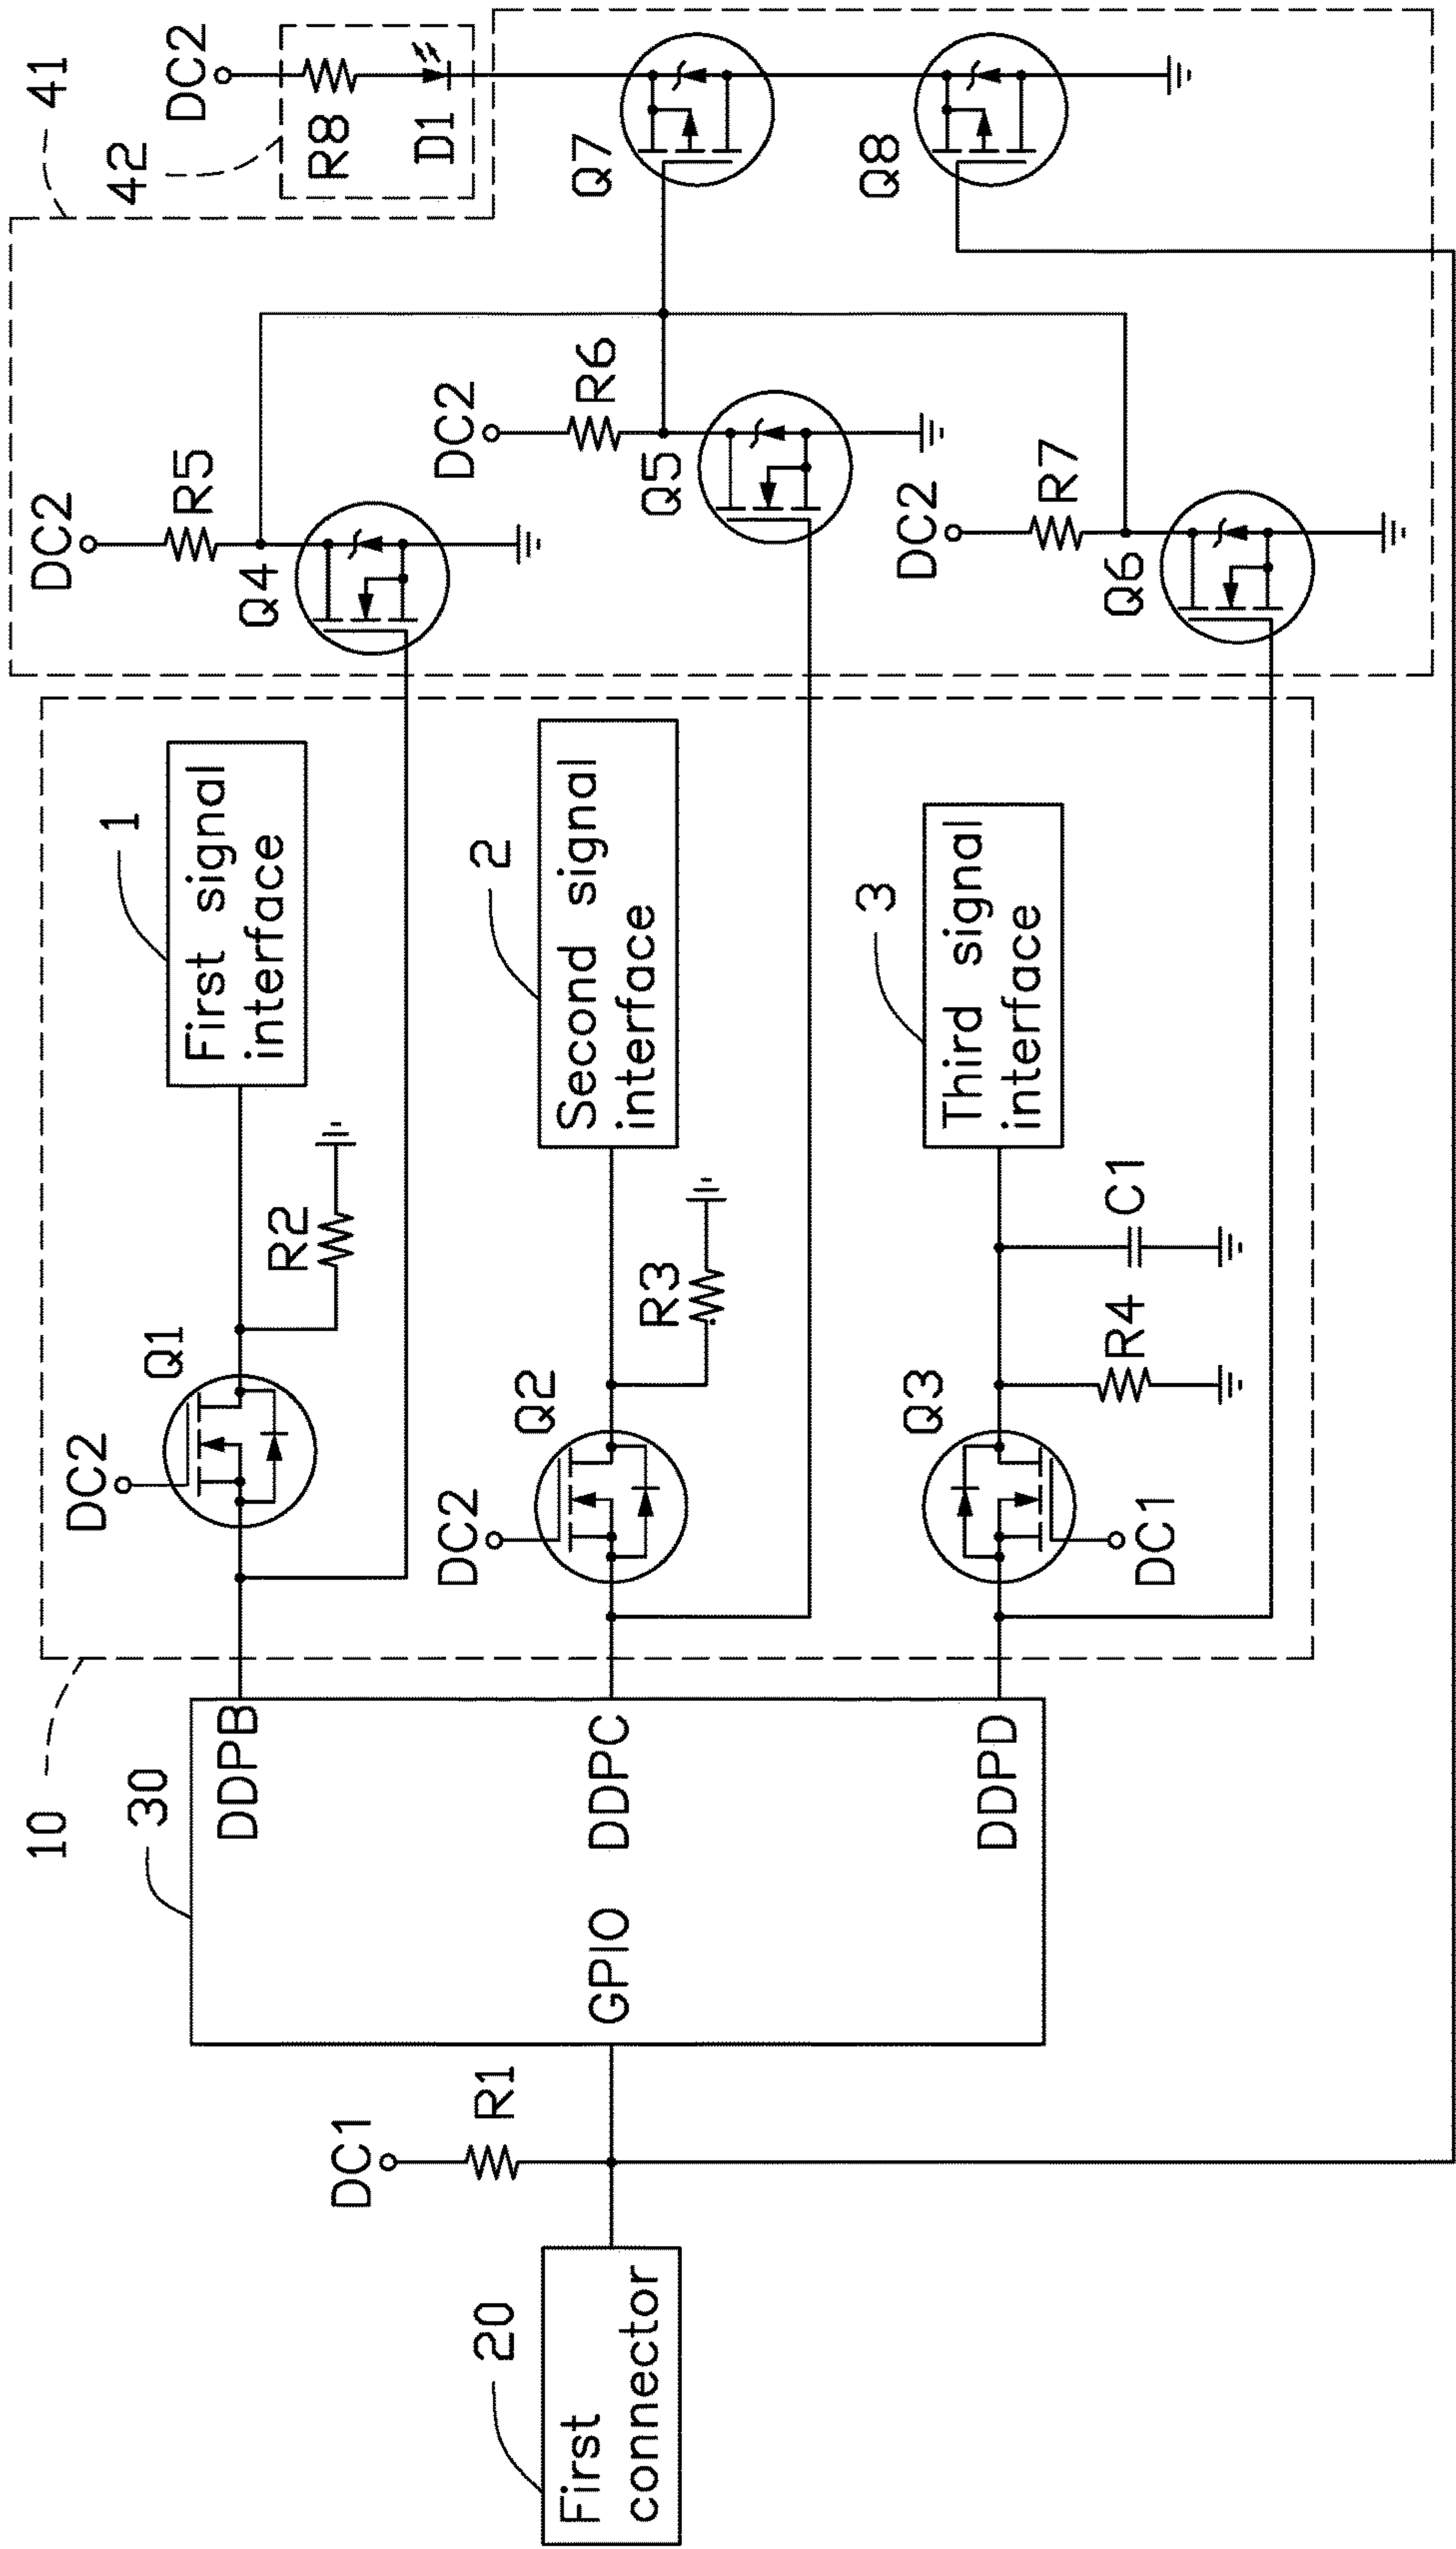 41
DC2
42
R8
D1
Q7
Q8
DC2
R5
Q4
DC2
R6
Q5
DC2
R7
Q6
1
First signal
interface
2
Second signal
interface
3
Third signal
interface
DC2
Q1
R2
DC2
Q2
R3
Q3
DC1
R4
C1
10
30
DDPB
DDPC
DDPD
GPIO
DC1
R1
20
First
connector